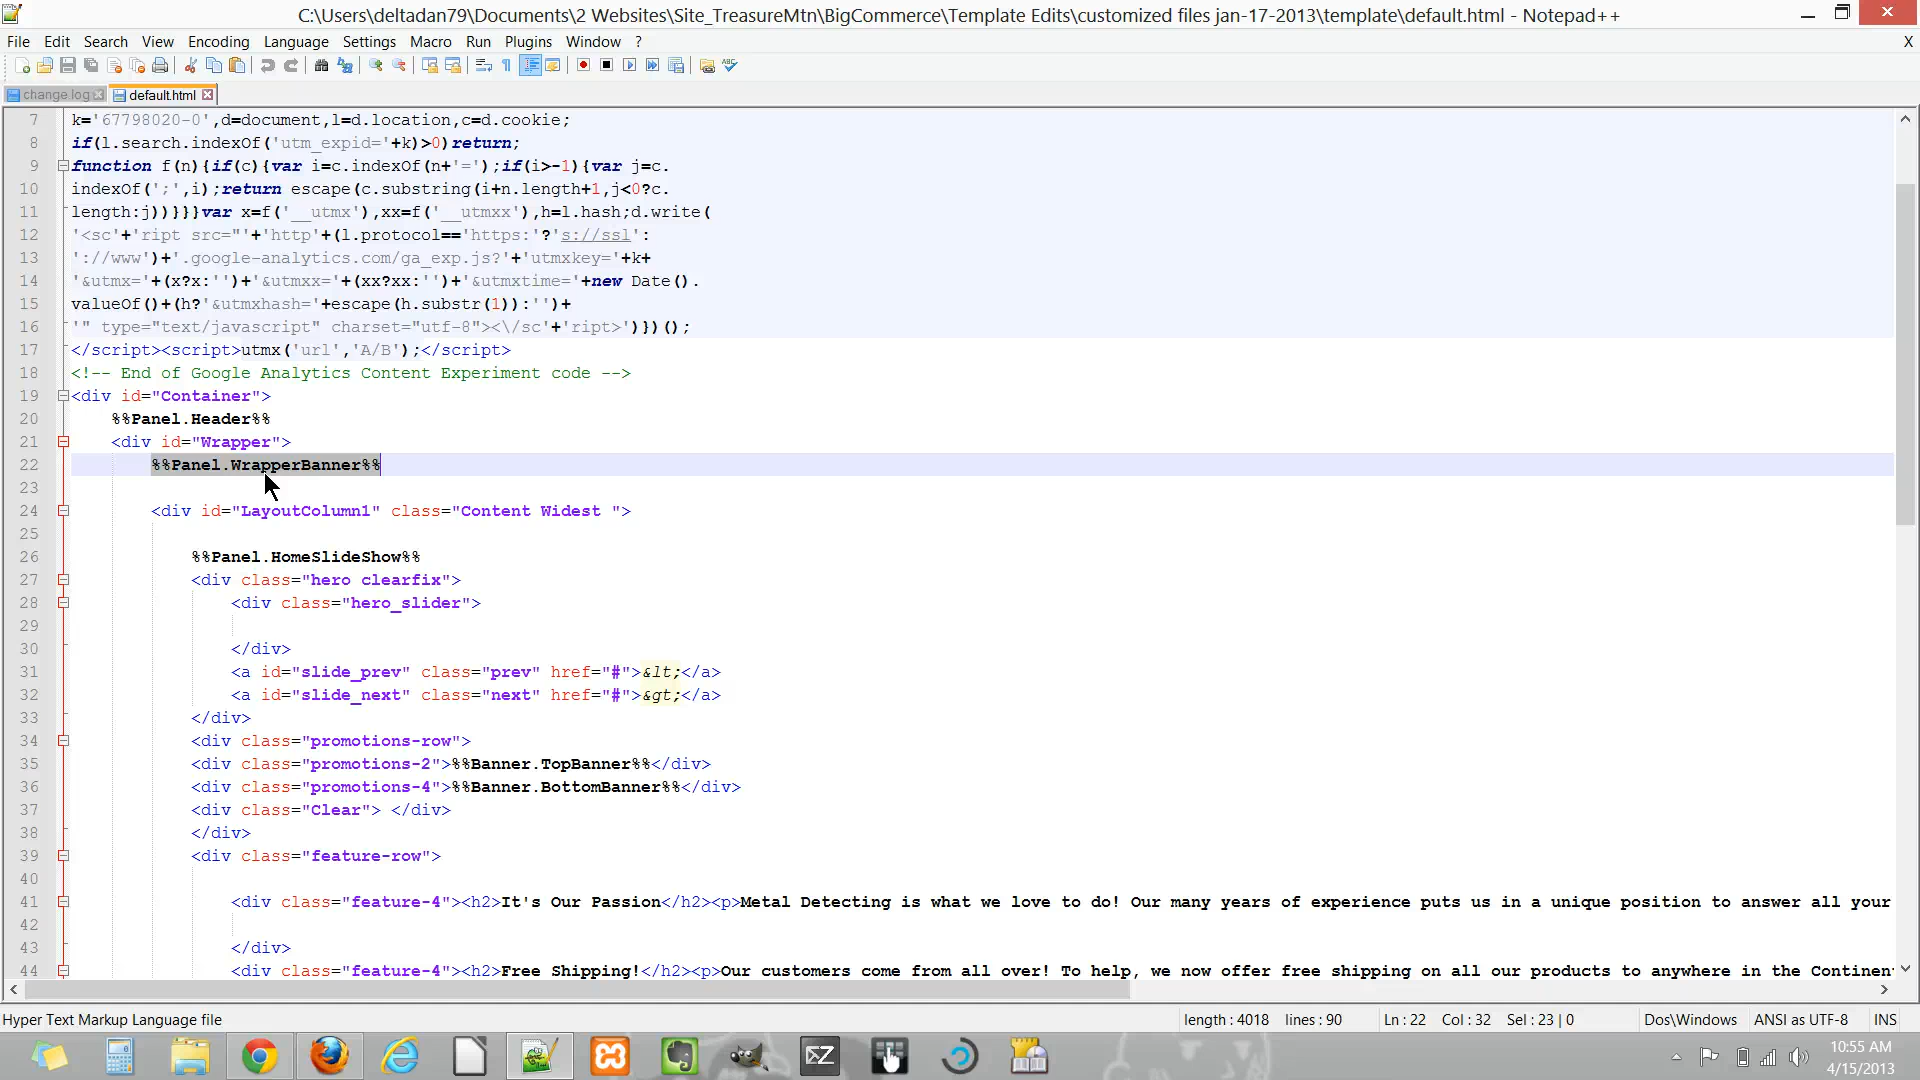 C:\Users\deltadan79\Documents\2 Websites\Site_TreasureMtn\BigCommerce\Template Edits\customized files jan-17-2013\template\default.html - Notepad++
File Edit Search View Encoding Language Settings Macro Run Plugins Window ? X
change.log default.html
7 k='67798020-0',d=document,l=d.location,c=d.cookie;
8 if(l.search.indexOf('utm_expid='+k)>0)return;
9 function f(n){if(c){var i=c.indexOf(n+'=');if(i>-1){var j=c.
10 indexOf(';',i);return escape(c.substring(i+n.length+1,j<0?c.
11 length:j))}}}var x=f('__utmx'),xx=f('__utmxx'),h=l.hash;d.write(
12 '<sc'+'ript src="'+'http'+(l.protocol=='https:'?'s://ssl':
13 '://www')+'.google-analytics.com/ga_exp.js?'+'utmxkey='+k+
14 '&utmx='+(x?x:'')+'&utmxx='+(xx?xx:'')+'&utmxtime='+new Date().
15 valueOf()+(h?'&utmxhash='+escape(h.substr(1)):'')+
16 '" type="text/javascript" charset="utf-8"><\/sc'+'ript>')})();
17 </script><script>utmx('url','A/B');</script>
18 <!-- End of Google Analytics Content Experiment code -->
19 <div id="Container">
20 %%Panel.Header%%
21 <div id="Wrapper">
22 %%Panel.WrapperBanner%%
23
24 <div id="LayoutColumn1" class="Content Widest ">
25
26 %%Panel.HomeSlideShow%%
27 <div class="hero clearfix">
28 <div class="hero_slider">
29
30 </div>
31 <a id="slide_prev" class="prev" href="#">&lt;</a>
32 <a id="slide_next" class="next" href="#">&gt;</a>
33 </div>
34 <div class="promotions-row">
35 <div class="promotions-2">%%Banner.TopBanner%%</div>
36 <div class="promotions-4">%%Banner.BottomBanner%%</div>
37 <div class="Clear"> </div>
38 </div>
39 <div class="feature-row">
40
41 <div class="feature-4"><h2>It's Our Passion</h2><p>Metal Detecting is what we love to do! Our many years of experience puts us in a unique position to answer all your
42
43 </div>
44 <div class="feature-4"><h2>Free Shipping!</h2><p>Our customers come from all over! To help, we now offer free shipping on all our products to anywhere in the Continen
Hyper Text Markup Language file length : 4018 lines : 90 Ln : 22 Col : 32 Sel : 23 | 0 Dos\Windows ANSI as UTF-8 INS
10:55 AM
4/15/2013